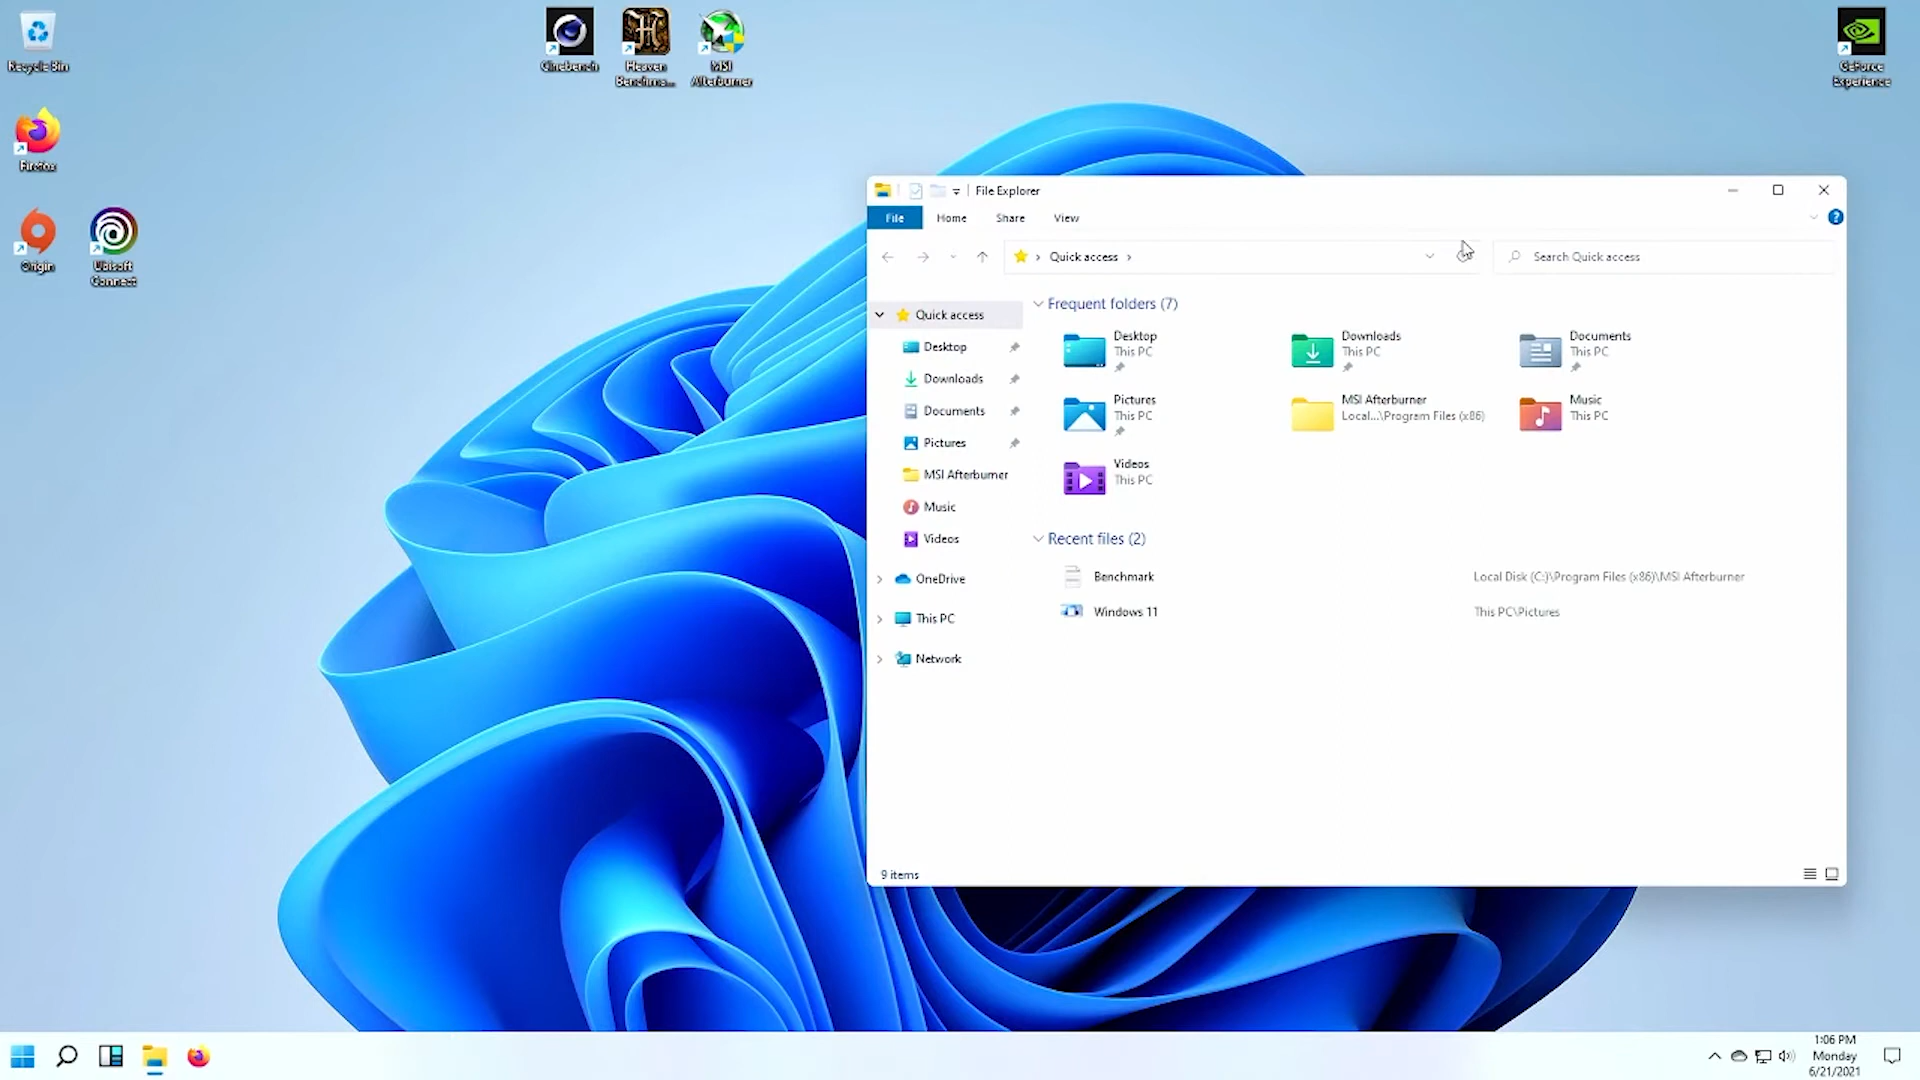 Recycle Bin
Firefox
Origin
Ubisoft
Connect
Cinebench
Heaven
Benchma...
MSI
Afterburner
GeForce
Experience
File Explorer
File
Home
Share
View
Quick access
Search Quick access
Quick access
Desktop
Downloads
Documents
Pictures
MSI Afterburner
Music
Videos
OneDrive
This PC
Network
Frequent folders (7)
Desktop
This PC
Downloads
This PC
Documents
This PC
Pictures
This PC
MSI Afterburner
Local...\Program Files (x86)
Music
This PC
Videos
This PC
Recent files (2)
Benchmark
Local Disk (C:)\Program Files (x86)\MSI Afterburner
Windows 11
This PC\Pictures
9 items
1:06 PM
Monday
6/21/2021